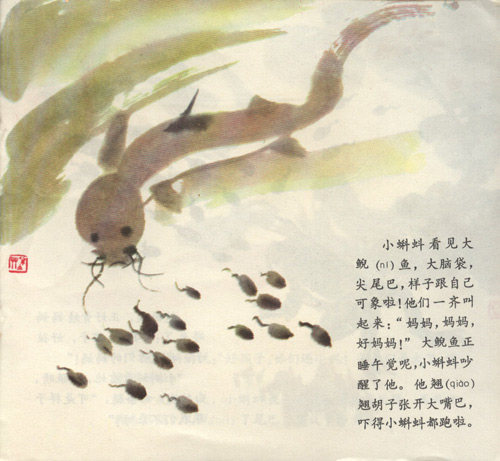 小蝌蚪看见大
鲵(ní)鱼，大脑袋，
尖尾巴，样子跟自己
可象啦！他们一齐叫
起来：“妈妈，妈妈，
好妈妈！”大鲵鱼正
睡午觉呢，小蝌蚪吵
醒了他。他翘(qiào)
翘胡子张开大嘴巴，
吓得小蝌蚪都跑啦。